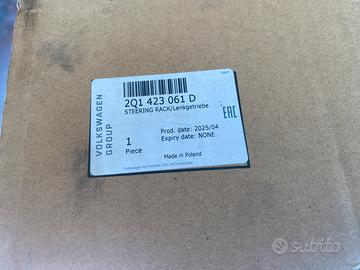 VOLKSWAGEN
GROUP
2Q1 423 061 D
STEERING RACK/Lenkgetriebe
Prod. date: 2025/04
Expiry date: NONE
1
Piece
Made in Poland
EAC
subito